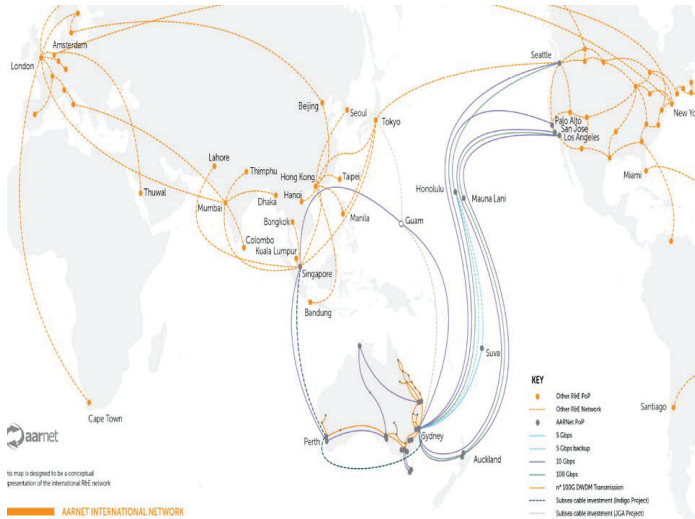 Amsterdam
London
Seattle
Beijing
Seoul
Tokyo
Palo Alto
San Jose
Los Angeles
New Yo
Lahore
Thimphu
Hong Kong
Taipei
Miami
Thuwal
Mumbai
Dhaka
Hanoi
Honolulu
Mauna Lani
Bangkok
Manila
Guam
Colombo
Kuala Lumpur
Singapore
Bandung
Suva
KEY
Other R&E PoP
Other R&E Network
AARNet PoP
5 Gbps
5 Gbps backup
10 Gbps
100 Gbps
n* 100G DWDM Transmission
Subsea cable investment (Indigo Project)
Subsea cable investment (JGA Project)
Santiago
Cape Town
Perth
Sydney
Auckland
aarnet
his map is designed to be a conceptual
presentation of the international R&E network
AARNET INTERNATIONAL NETWORK